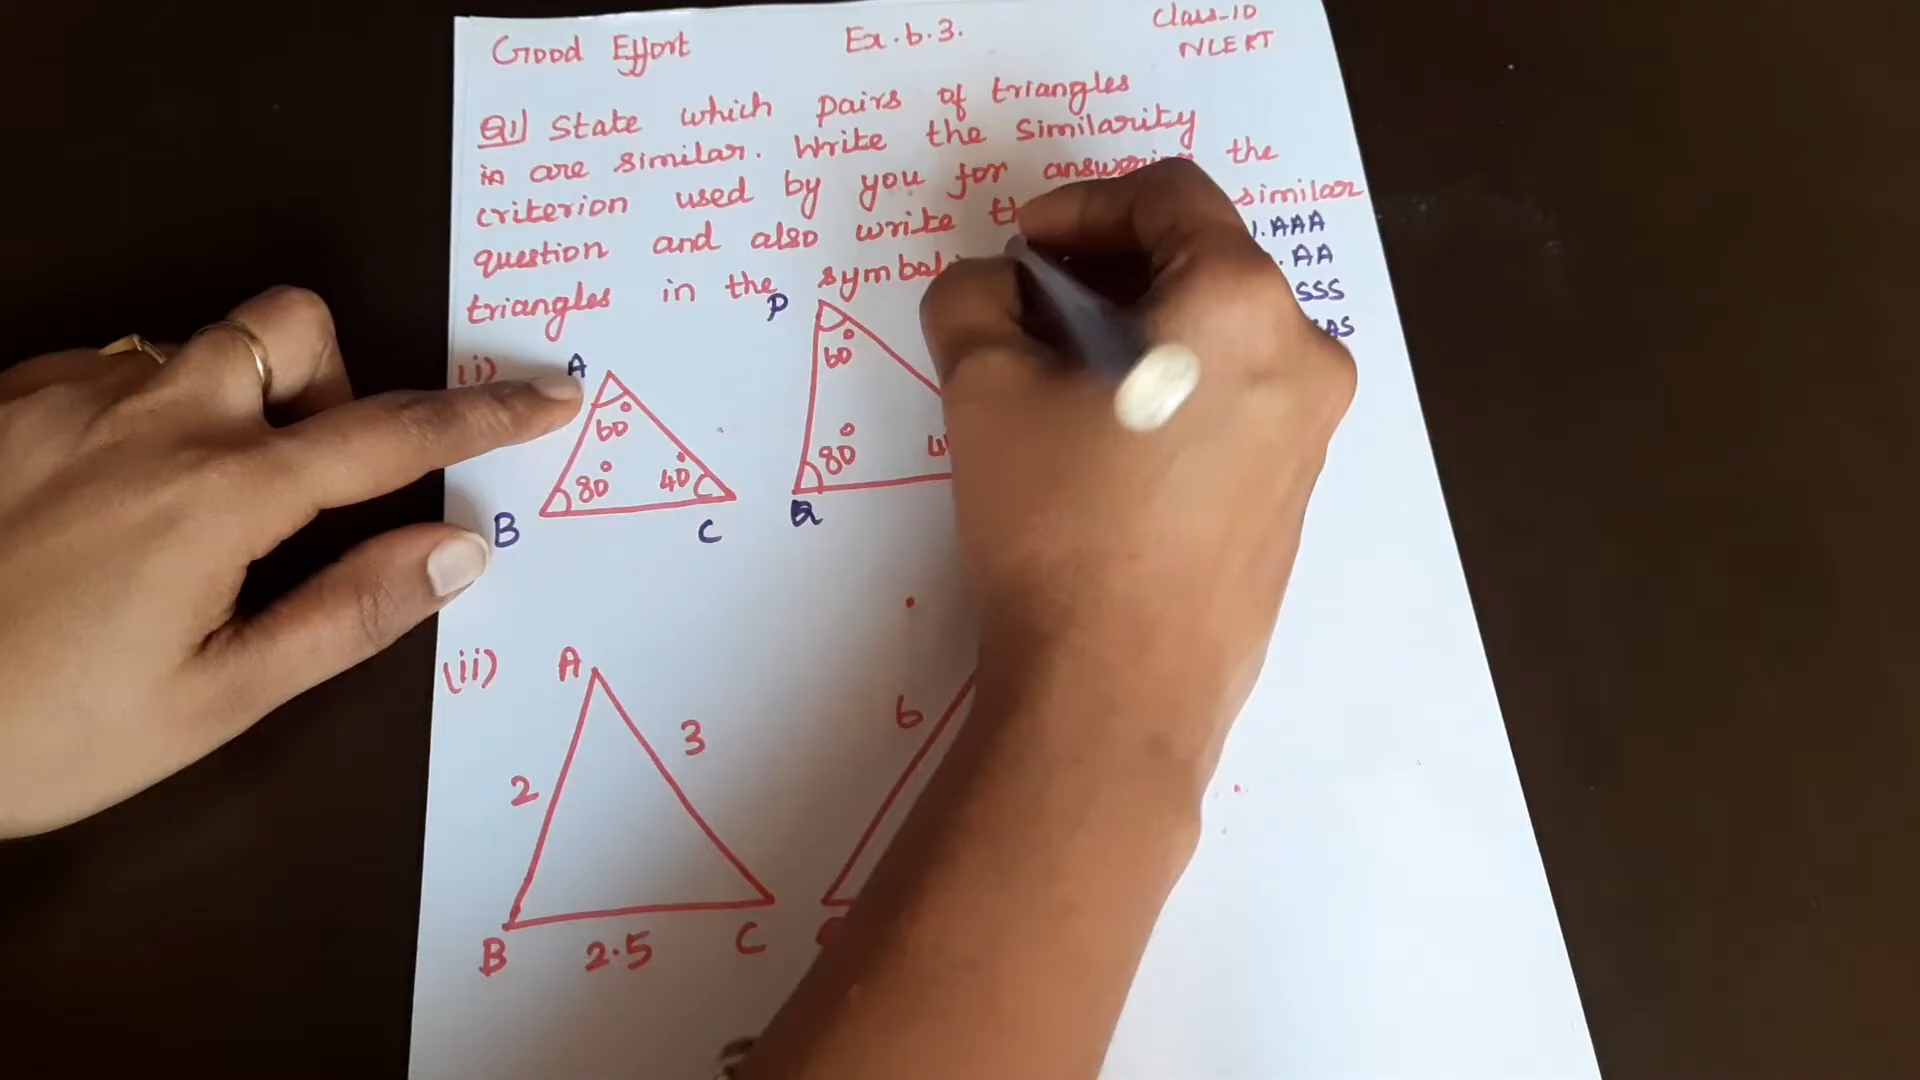 Good Effort Ex.6.3. Class-10
NCERT
Q1) State which pairs of triangles
in are similar. Write the similarity
criterion used by you for answering the
question and also write similar
triangles in the
1. AAA
AA
SSS
(i) A P
60° 60°
80° 40° 80°
B C Q
(ii) A
2 3 6
B 2.5 C